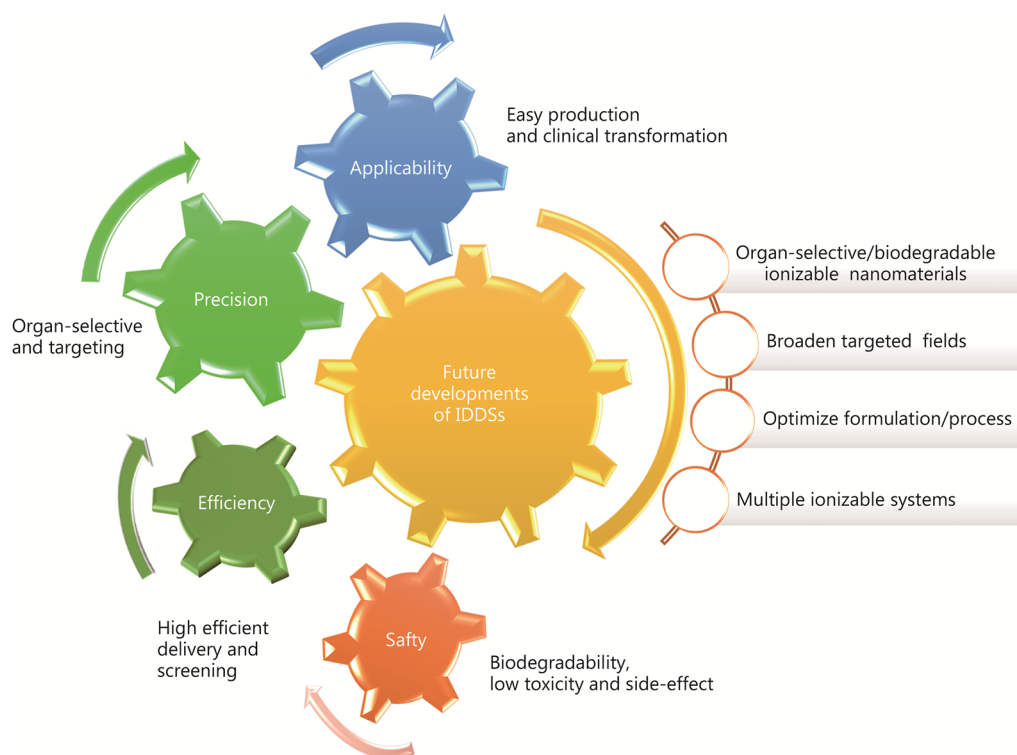 Applicability
Easy production
and clinical transformation
Precision
Organ-selective
and targeting
Future
developments
of IDDSs
Organ-selective/biodegradable
ionizable nanomaterials
Broaden targeted fields
Optimize formulation/process
Multiple ionizable systems
Efficiency
High efficient
delivery and
screening
Safty
Biodegradability,
low toxicity and side-effect